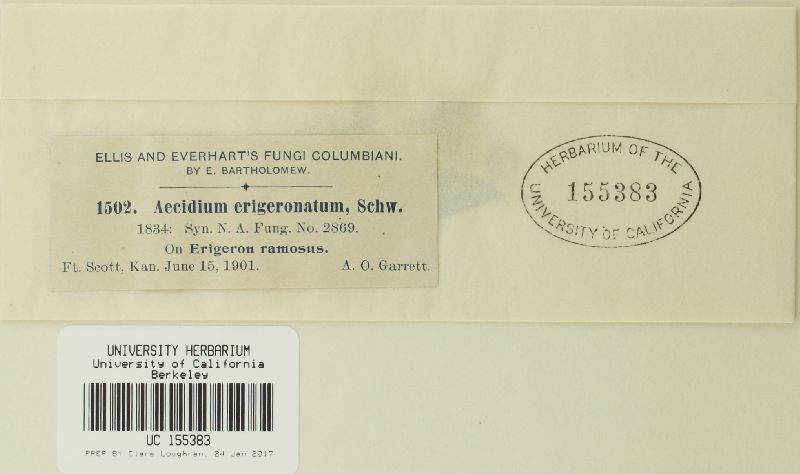 ELLIS AND EVERHART'S FUNGI COLUMBIANI.
BY E. BARTHOLOMEW.
1502. Aecidium erigeronatum, Schw.
1834: Syn. N. A. Fung. No. 2869.
On Erigeron ramosus.
Ft. Scott, Kan. June 15, 1901. A. O. Garrett.
HERBARIUM OF THE
155383
UNIVERSITY OF CALIFORNIA
UNIVERSITY HERBARIUM
University of California
Berkeley
UC 155383
PREP BY Clare Loughran, 24 Jan 2017